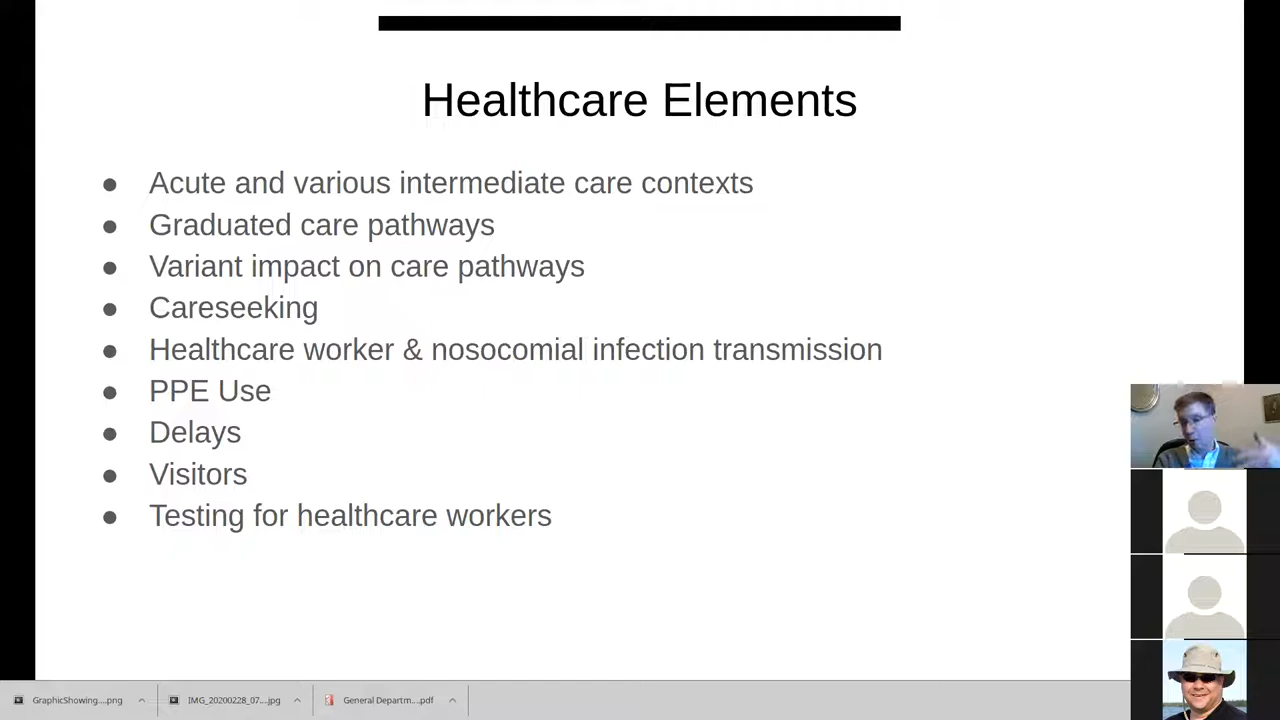 Healthcare Elements
● Acute and various intermediate care contexts
● Graduated care pathways
● Variant impact on care pathways
● Careseeking
● Healthcare worker & nosocomial infection transmission
● PPE Use
● Delays
● Visitors
● Testing for healthcare workers
GraphicShowing....png
IMG_20200228_07...jpg
General Departm....pdf